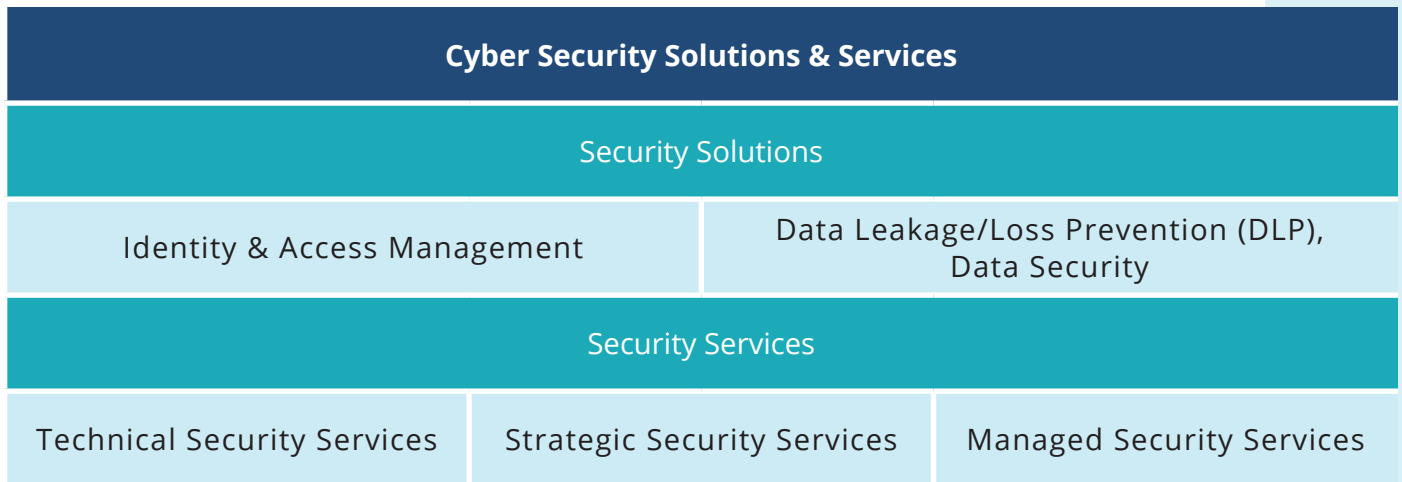 Cyber Security Solutions & Services
Security Solutions
Identity & Access Management
Data Leakage/Loss Prevention (DLP),
Data Security
Security Services
Technical Security Services
Strategic Security Services
Managed Security Services